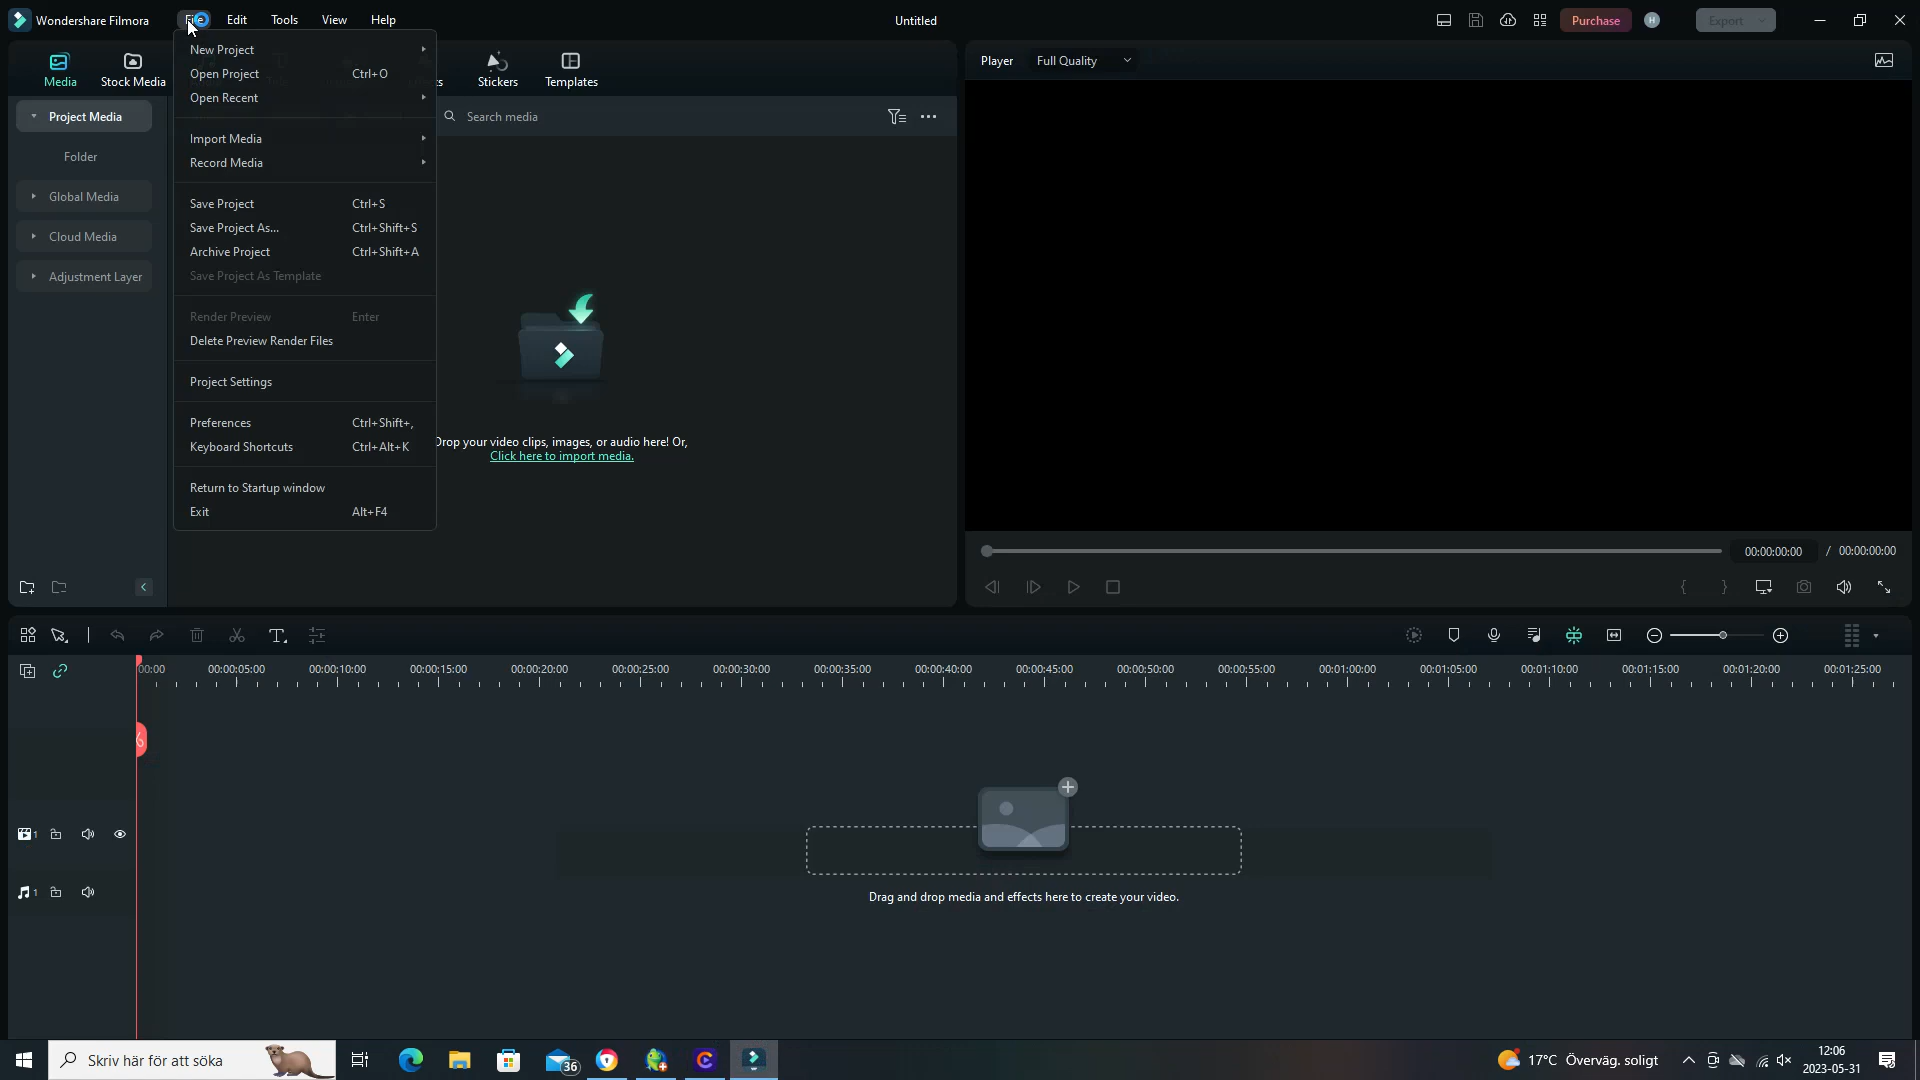 Wondershare Filmora
File Edit Tools View Help
Untitled
Purchase
H
Export
Media
Stock Media
Stickers
Templates
New Project
Open Project Ctrl+O
Open Recent
Import Media
Record Media
Save Project Ctrl+S
Save Project As... Ctrl+Shift+S
Archive Project Ctrl+Shift+A
Save Project As Template
Render Preview Enter
Delete Preview Render Files
Project Settings
Preferences Ctrl+Shift+,
Keyboard Shortcuts Ctrl+Alt+K
Return to Startup window
Exit Alt+F4
Project Media
Folder
Global Media
Cloud Media
Adjustment Layer
Search media
Drop your video clips, images, or audio here! Or,
Click here to import media.
Player Full Quality
00:00:00:00 / 00:00:00:00
00:00 00:00:05:00 00:00:10:00 00:00:15:00 00:00:20:00 00:00:25:00 00:00:30:00 00:00:35:00 00:00:40:00 00:00:45:00 00:00:50:00 00:00:55:00 00:01:00:00 00:01:05:00 00:01:10:00 00:01:15:00 00:01:20:00 00:01:25:00
1
1
Drag and drop media and effects here to create your video.
Skriv här för att söka
36
17°C Överväg. soligt
12:06
2023-05-31